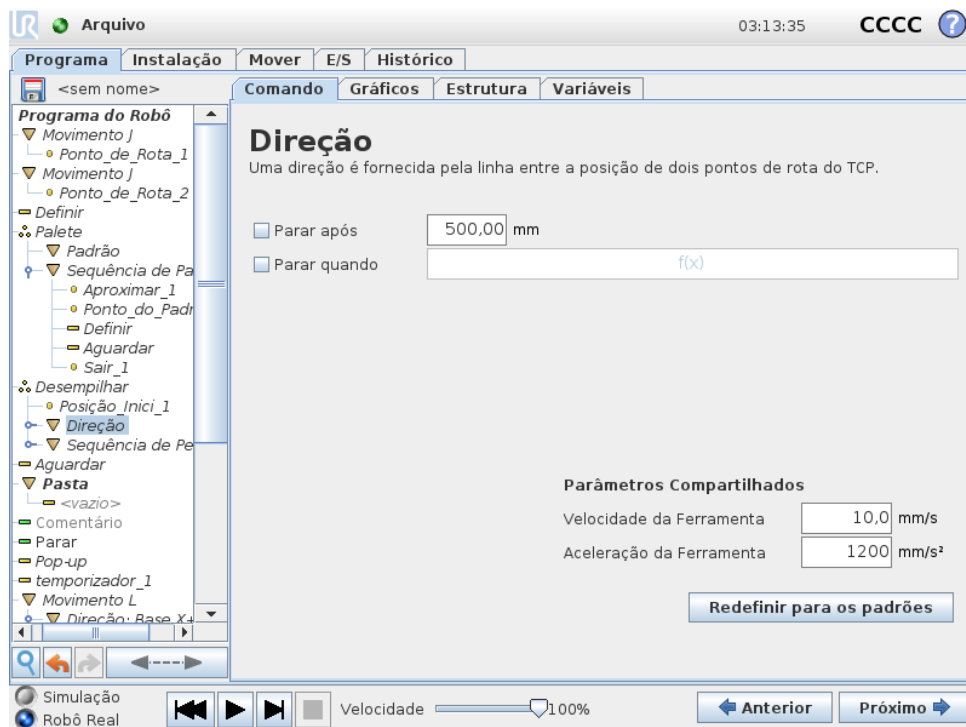 UR Arquivo 03:13:35 CCCC ?
Programa Instalação Mover E/S Histórico
<sem nome> Comando Gráficos Estrutura Variáveis
Programa do Robô
Movimento J
Ponto_de_Rota_1
Movimento J
Ponto_de_Rota_2
Definir
Palete
Padrão
Sequência de Pa
Aproximar_1
Ponto_do_Padr
Definir
Aguardar
Sair_1
Desempilhar
Posição_Inici_1
Direção
Sequência de Pe
Aguardar
Pasta
<vazio>
Comentário
Parar
Pop-up
temporizador_1
Movimento L
Direção: Base X+
Direção
Uma direção é fornecida pela linha entre a posição de dois pontos de rota do TCP.
Parar após 500,00 mm
Parar quando f(x)
Parâmetros Compartilhados
Velocidade da Ferramenta 10,0 mm/s
Aceleração da Ferramenta 1200 mm/s²
Redefinir para os padrões
Simulação
Robô Real
Velocidade 100%
Anterior Próximo